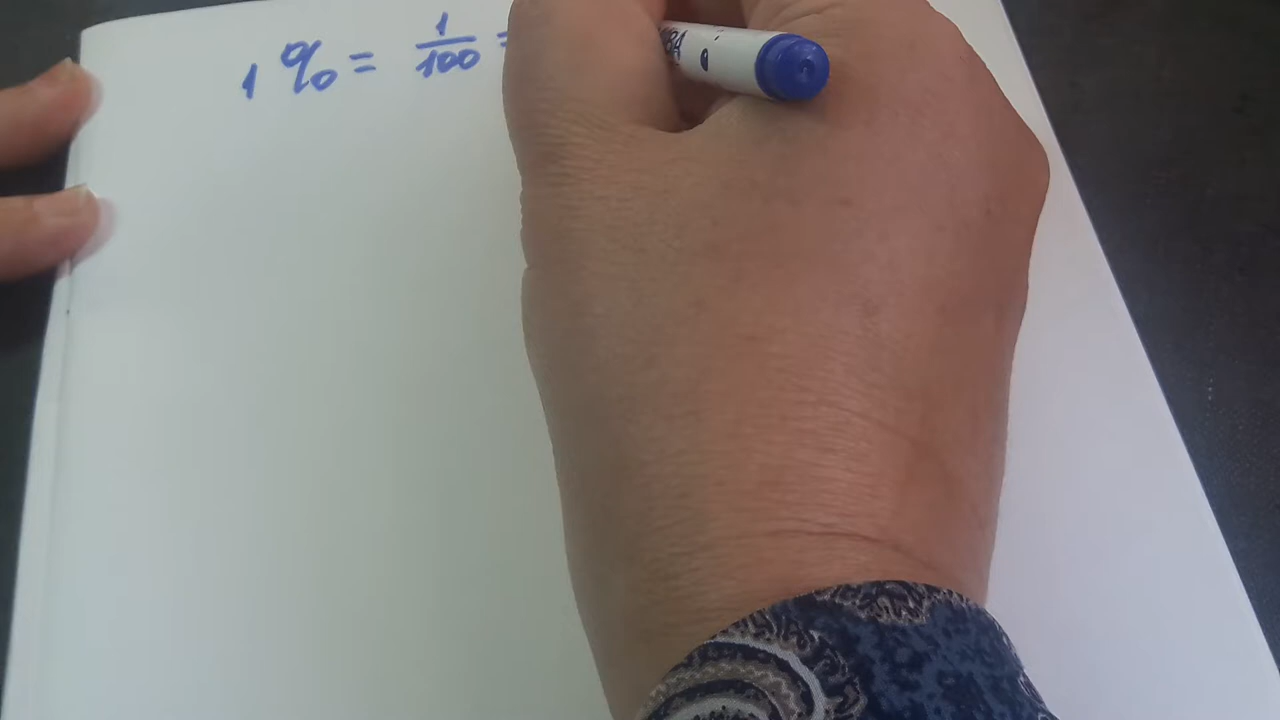 1 % = 1/100 =